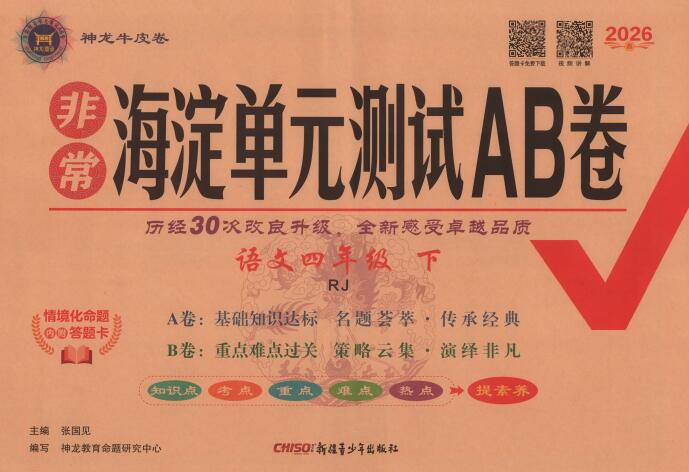 神龙牛皮卷
神龙童业
答题卡免费下载
视频讲解
2026
春
非常
海淀单元测试AB卷
历经30次改良升级，全新感受卓越品质
语文四年级 下
RJ
情境化命题
内附 答题卡
A卷：基础知识达标 名题荟萃·传承经典
B卷：重点难点过关 策略云集·演绎非凡
知识点 考点 重点 难点 热点 提素养
主编 张国见
编写 神龙教育命题研究中心
CHISO 新疆青少年出版社